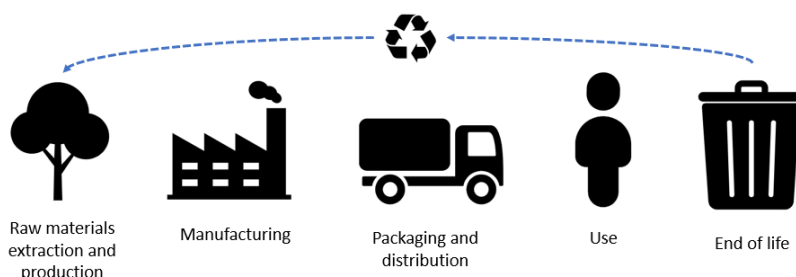 Raw materials
extraction and
production
Manufacturing
Packaging and
distribution
Use
End of life